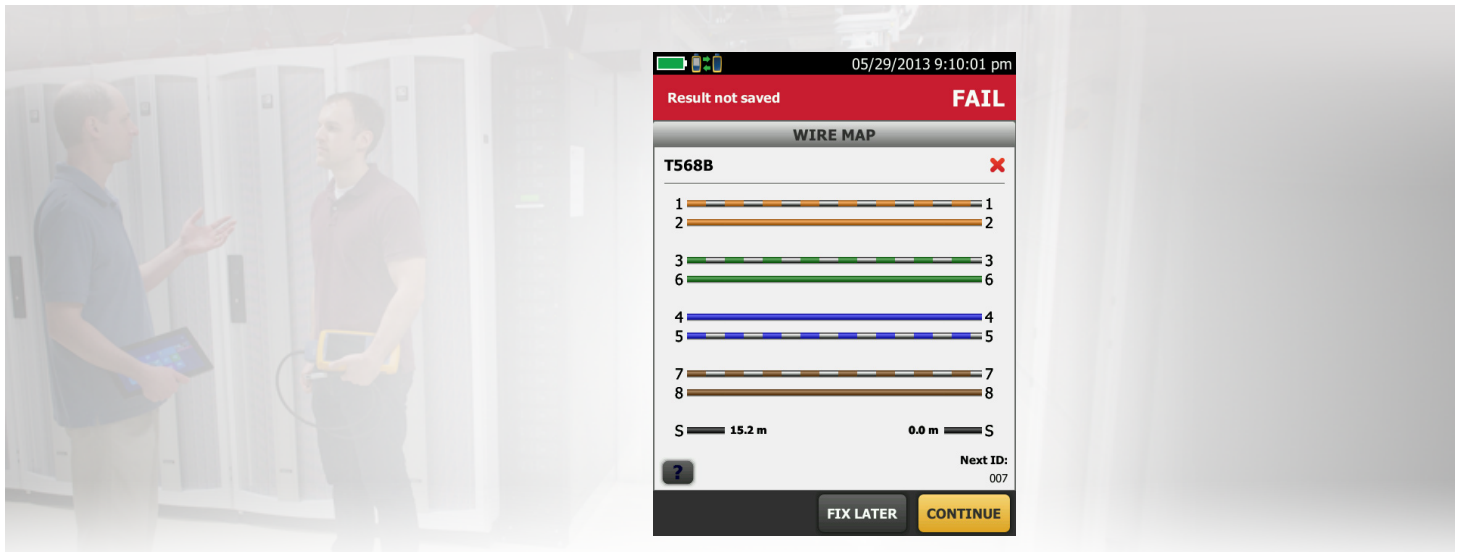 05/29/2013 9:10:01 pm
Result not saved FAIL
WIRE MAP
T568B
1 1
2 2
3 3
6 6
4 4
5 5
7 7
8 8
S 15.2 m 0.0 m S
Next ID:
? 007
FIX LATER CONTINUE